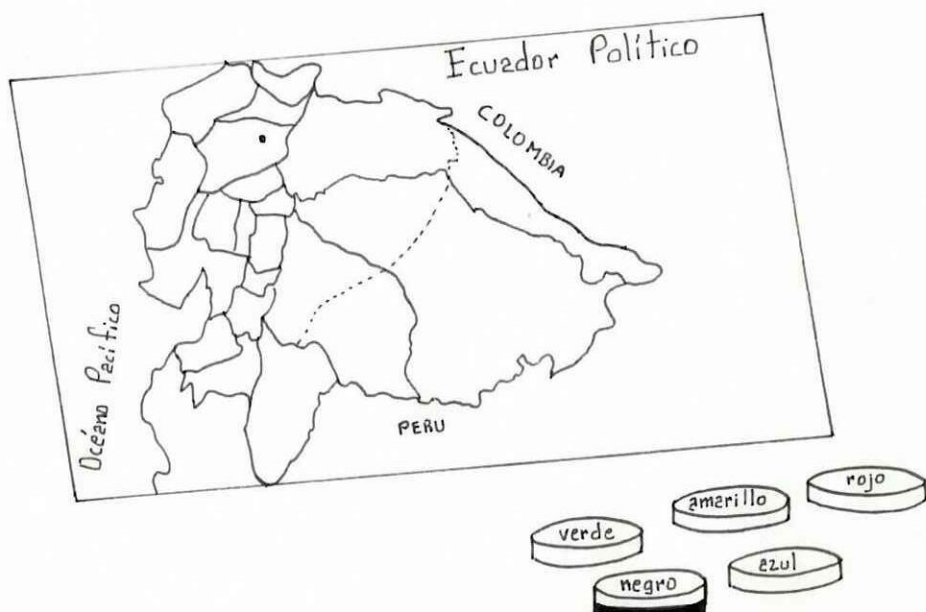 Ecuador Político
COLOMBIA
Océano Pacífico
PERU
rojo
amarillo
verde
azul
negro